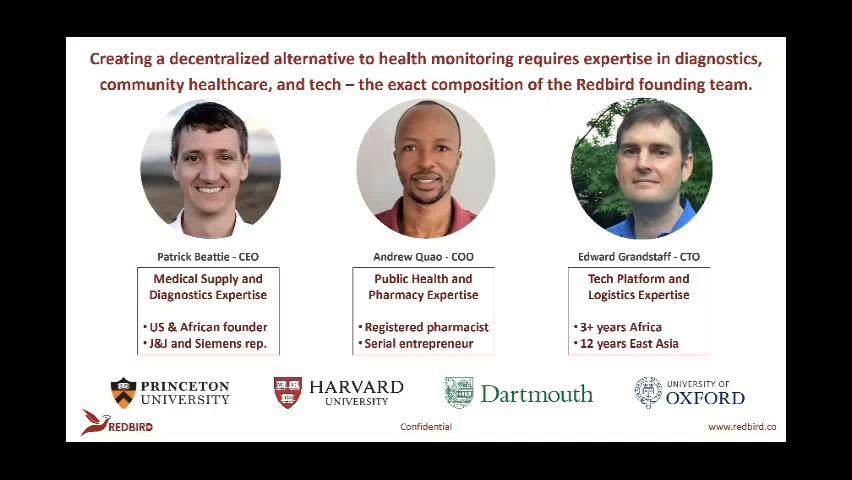 Creating a decentralized alternative to health monitoring requires expertise in diagnostics,
community healthcare, and tech – the exact composition of the Redbird founding team.
Patrick Beattie - CEO
Andrew Quao - COO
Edward Grandstaff - CTO
Medical Supply and
Diagnostics Expertise
• US & African founder
• J&J and Siemens rep.
Public Health and
Pharmacy Expertise
• Registered pharmacist
• Serial entrepreneur
Tech Platform and
Logistics Expertise
• 3+ years Africa
• 12 years East Asia
PRINCETON
UNIVERSITY
HARVARD
UNIVERSITY
Dartmouth
UNIVERSITY OF
OXFORD
REDBIRD
Confidential
www.redbird.co